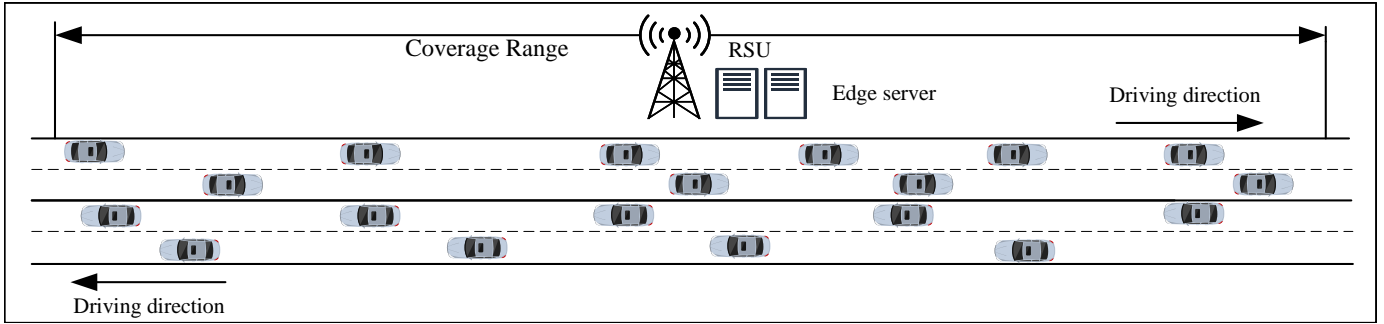 Coverage Range
RSU
Edge server
Driving direction
Driving direction